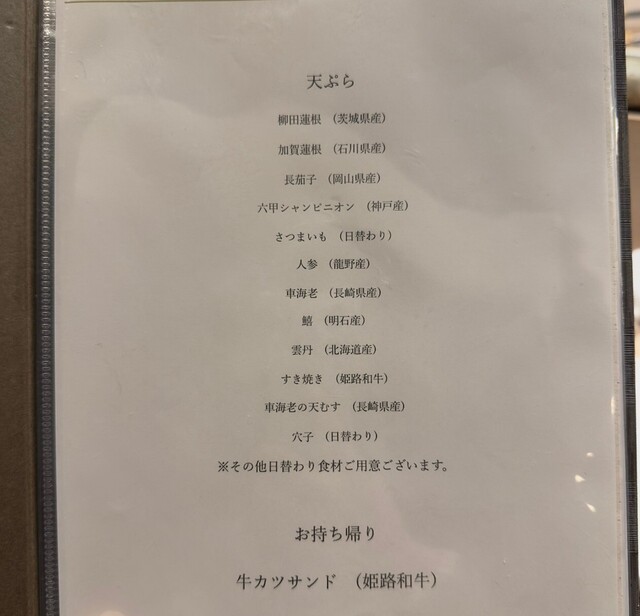 天ぷら
柳田蓮根 （茨城県産）
加賀蓮根 （石川県産）
長茄子 （岡山県産）
六甲シャンピニオン （神戸産）
さつまいも （日替わり）
人参 （龍野産）
車海老 （長崎県産）
鱚 （明石産）
雲丹 （北海道産）
すき焼き （姫路和牛）
車海老の天むす （長崎県産）
穴子 （日替わり）
※その他日替わり食材ご用意ございます。
お持ち帰り
牛カツサンド （姫路和牛）